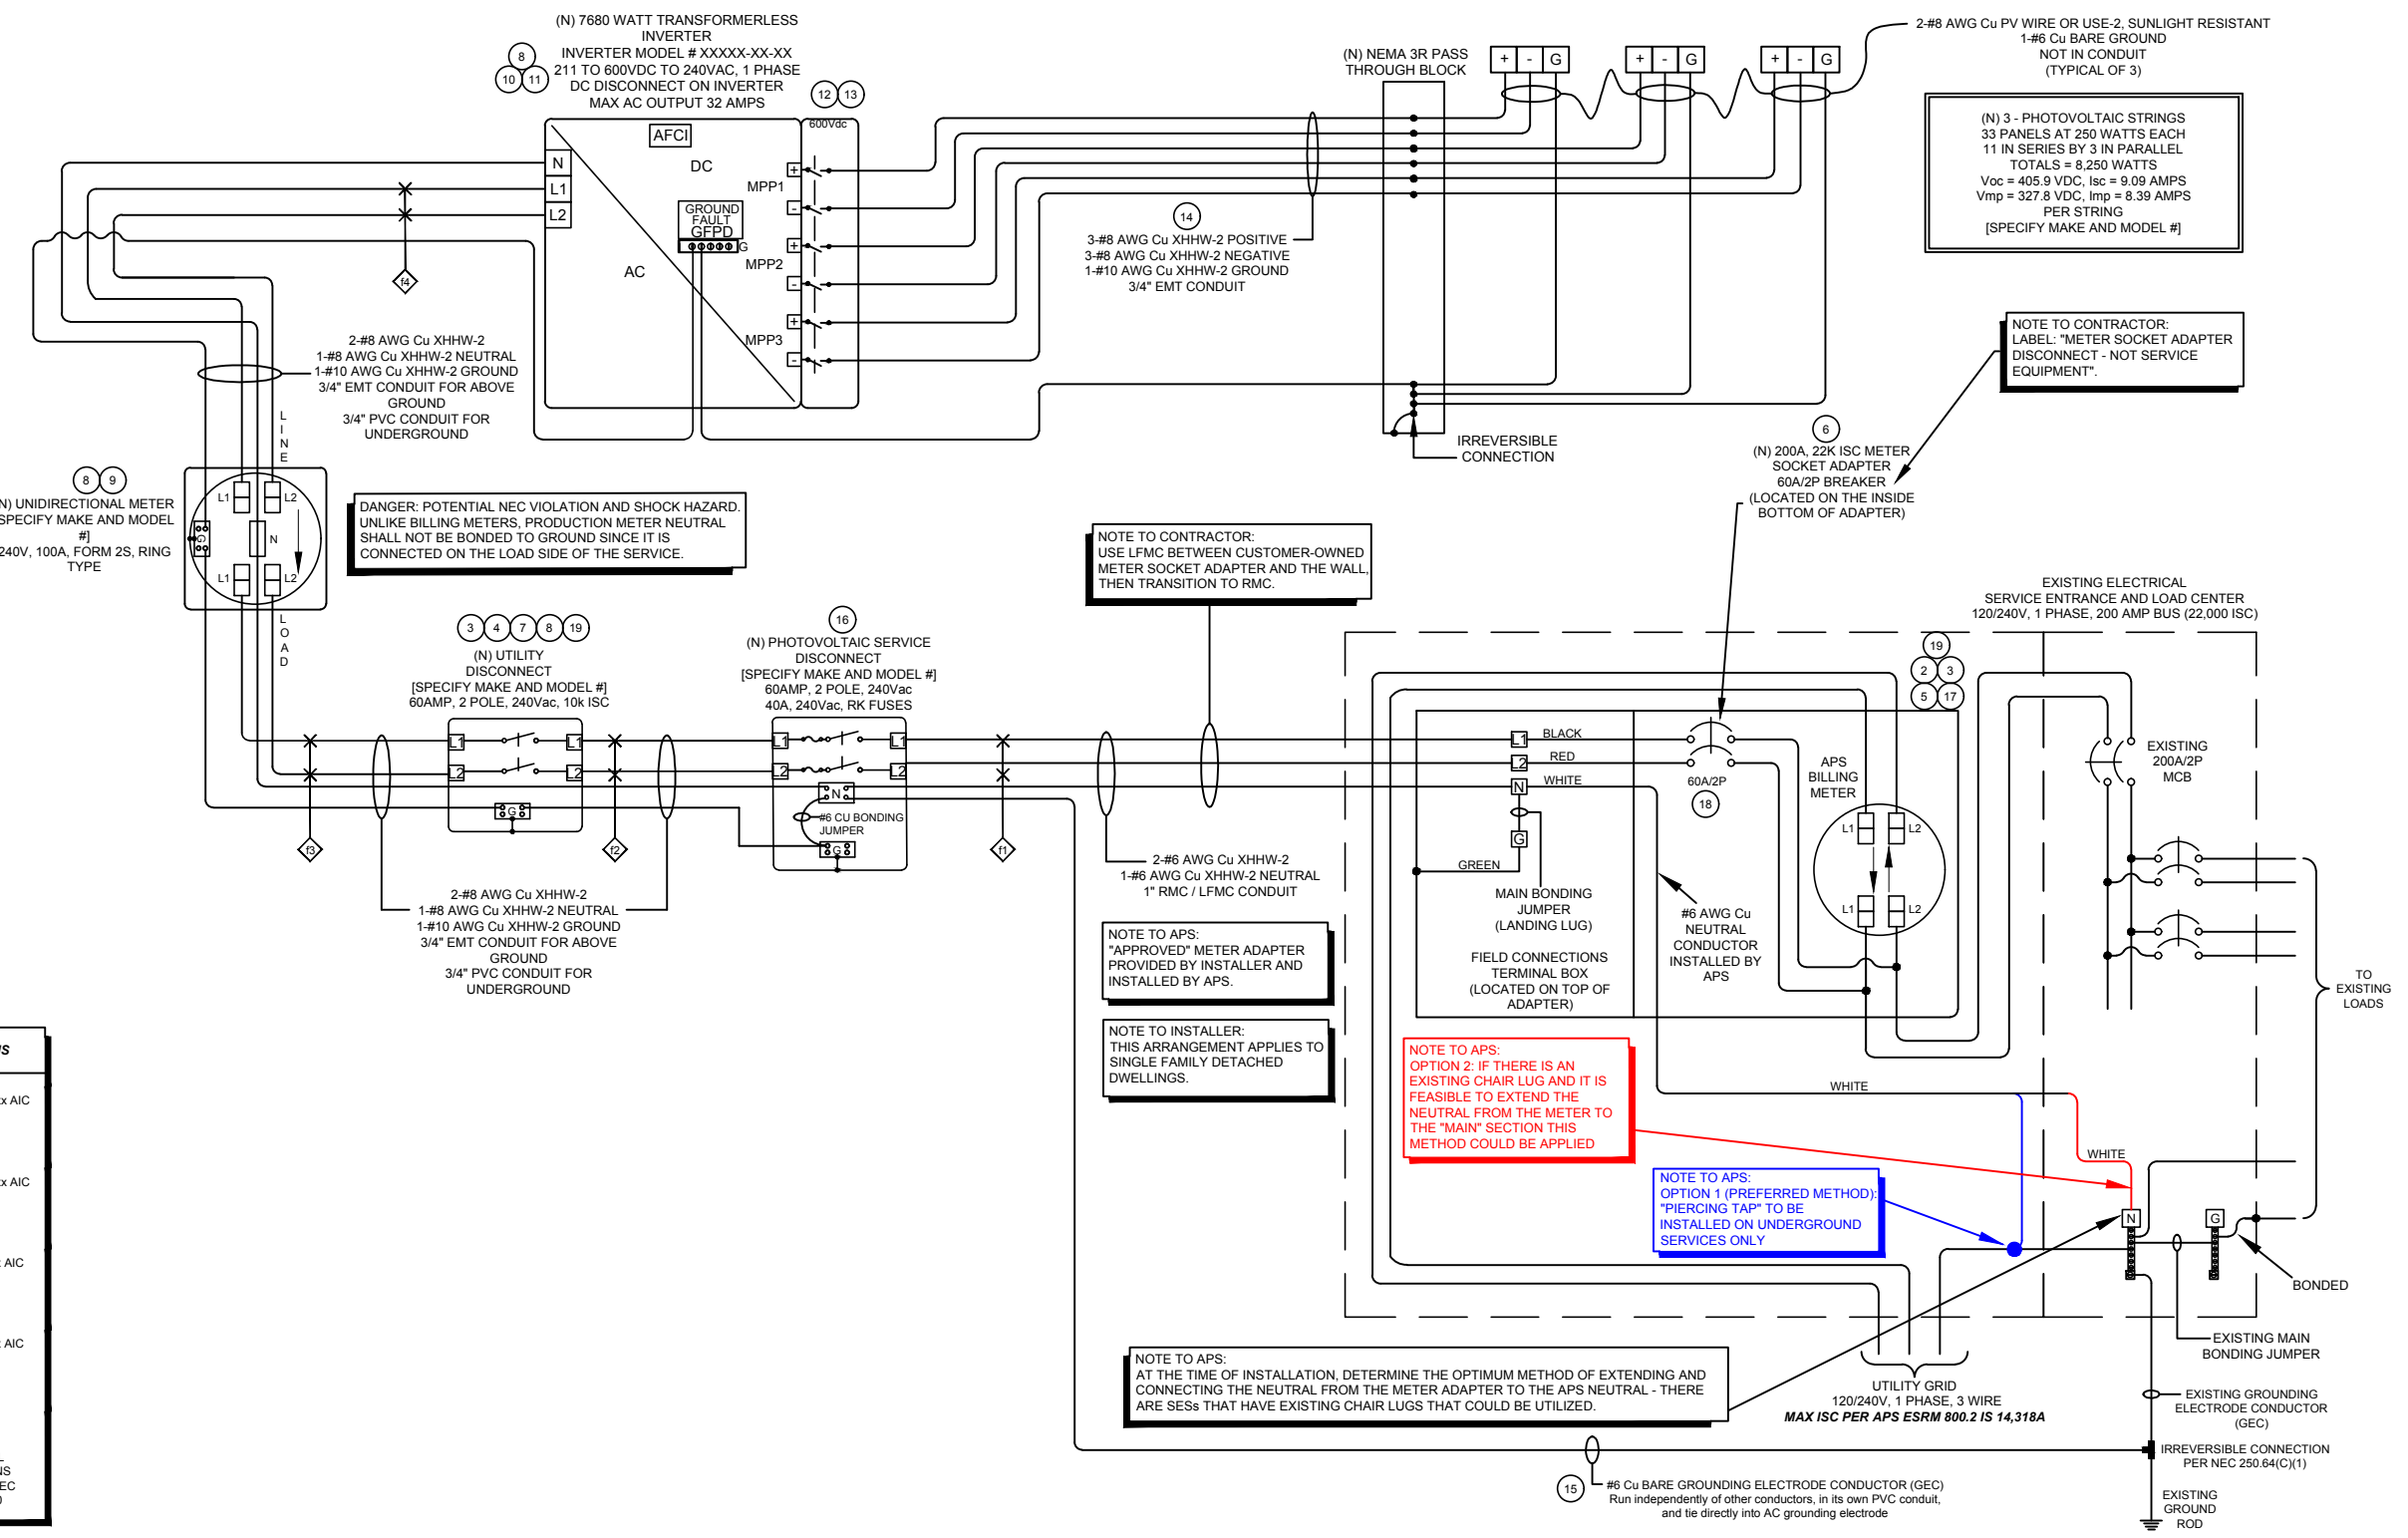 (N) 7680 WATT TRANSFORMERLESS
INVERTER
INVERTER MODEL # XXXXX-XX-XX
211 TO 600VDC TO 240VAC, 1 PHASE
DC DISCONNECT ON INVERTER
MAX AC OUTPUT 32 AMPS
8
10 11
12 13
600Vdc
AFCI
DC
AC
N
L1
L2
GROUND
FAULT
GFPD
G
MPP1
MPP2
MPP3
+
-
+
-
+
-
(N) NEMA 3R PASS
THROUGH BLOCK
+ - G
+ - G
+ - G
2-#8 AWG Cu PV WIRE OR USE-2, SUNLIGHT RESISTANT
1-#6 Cu BARE GROUND
NOT IN CONDUIT
(TYPICAL OF 3)
(N) 3 - PHOTOVOLTAIC STRINGS
33 PANELS AT 250 WATTS EACH
11 IN SERIES BY 3 IN PARALLEL
TOTALS = 8,250 WATTS
Voc = 405.9 VDC, Isc = 9.09 AMPS
Vmp = 327.8 VDC, Imp = 8.39 AMPS
PER STRING
[SPECIFY MAKE AND MODEL #]
14
3-#8 AWG Cu XHHW-2 POSITIVE
3-#8 AWG Cu XHHW-2 NEGATIVE
1-#10 AWG Cu XHHW-2 GROUND
3/4" EMT CONDUIT
f4
2-#8 AWG Cu XHHW-2
1-#8 AWG Cu XHHW-2 NEUTRAL
1-#10 AWG Cu XHHW-2 GROUND
3/4" EMT CONDUIT FOR ABOVE
GROUND
3/4" PVC CONDUIT FOR
UNDERGROUND
NOTE TO CONTRACTOR:
LABEL: "METER SOCKET ADAPTER
DISCONNECT - NOT SERVICE
EQUIPMENT".
IRREVERSIBLE
CONNECTION
6
(N) 200A, 22K ISC METER
SOCKET ADAPTER
60A/2P BREAKER
(LOCATED ON THE INSIDE
BOTTOM OF ADAPTER)
LINE
8 9
N) UNIDIRECTIONAL METER
SPECIFY MAKE AND MODEL
#]
240V, 100A, FORM 2S, RING
TYPE
L1
L2
G
N
L1
L2
LOAD
DANGER: POTENTIAL NEC VIOLATION AND SHOCK HAZARD.
UNLIKE BILLING METERS, PRODUCTION METER NEUTRAL
SHALL NOT BE BONDED TO GROUND SINCE IT IS
CONNECTED ON THE LOAD SIDE OF THE SERVICE.
NOTE TO CONTRACTOR:
USE LFMC BETWEEN CUSTOMER-OWNED
METER SOCKET ADAPTER AND THE WALL,
THEN TRANSITION TO RMC.
EXISTING ELECTRICAL
SERVICE ENTRANCE AND LOAD CENTER
120/240V, 1 PHASE, 200 AMP BUS (22,000 ISC)
3 4 7 8 19
(N) UTILITY
DISCONNECT
[SPECIFY MAKE AND MODEL #]
60AMP, 2 POLE, 240Vac, 10k ISC
16
(N) PHOTOVOLTAIC SERVICE
DISCONNECT
[SPECIFY MAKE AND MODEL #]
60AMP, 2 POLE, 240Vac
40A, 240Vac, RK FUSES
19
2 3
5 17
L1 L1
L2 L2
G
L1 L1
L2 L2
N
#6 CU BONDING
JUMPER
G
f3
f2
f1
2-#8 AWG Cu XHHW-2
1-#8 AWG Cu XHHW-2 NEUTRAL
1-#10 AWG Cu XHHW-2 GROUND
3/4" EMT CONDUIT FOR ABOVE
GROUND
3/4" PVC CONDUIT FOR
UNDERGROUND
2-#6 AWG Cu XHHW-2
1-#6 AWG Cu XHHW-2 NEUTRAL
1" RMC / LFMC CONDUIT
L1 BLACK
L2 RED
N WHITE
G
GREEN
60A/2P
18
APS
BILLING
METER
L1 L2
L1 L2
EXISTING
200A/2P
MCB
MAIN BONDING
JUMPER
(LANDING LUG)
FIELD CONNECTIONS
TERMINAL BOX
(LOCATED ON TOP OF
ADAPTER)
#6 AWG Cu
NEUTRAL
CONDUCTOR
INSTALLED BY
APS
TO
EXISTING
LOADS
NOTE TO APS:
"APPROVED" METER ADAPTER
PROVIDED BY INSTALLER AND
INSTALLED BY APS.
NOTE TO INSTALLER:
THIS ARRANGEMENT APPLIES TO
SINGLE FAMILY DETACHED
DWELLINGS.
NOTE TO APS:
OPTION 2: IF THERE IS AN
EXISTING CHAIR LUG AND IT IS
FEASIBLE TO EXTEND THE
NEUTRAL FROM THE METER TO
THE "MAIN" SECTION THIS
METHOD COULD BE APPLIED
WHITE
WHITE
NOTE TO APS:
OPTION 1 (PREFERRED METHOD):
"PIERCING TAP" TO BE
INSTALLED ON UNDERGROUND
SERVICES ONLY
N
G
BONDED
EXISTING MAIN
BONDING JUMPER
NOTE TO APS:
AT THE TIME OF INSTALLATION, DETERMINE THE OPTIMUM METHOD OF EXTENDING AND
CONNECTING THE NEUTRAL FROM THE METER ADAPTER TO THE APS NEUTRAL - THERE
ARE SESs THAT HAVE EXISTING CHAIR LUGS THAT COULD BE UTILIZED.
UTILITY GRID
120/240V, 1 PHASE, 3 WIRE
MAX ISC PER APS ESRM 800.2 IS 14,318A
EXISTING GROUNDING
ELECTRODE CONDUCTOR
(GEC)
IRREVERSIBLE CONNECTION
PER NEC 250.64(C)(1)
15
#6 Cu BARE GROUNDING ELECTRODE CONDUCTOR (GEC)
Run independently of other conductors, in its own PVC conduit,
and tie directly into AC grounding electrode
EXISTING
GROUND
ROD
x AIC
x AIC
AIC
AIC
EC